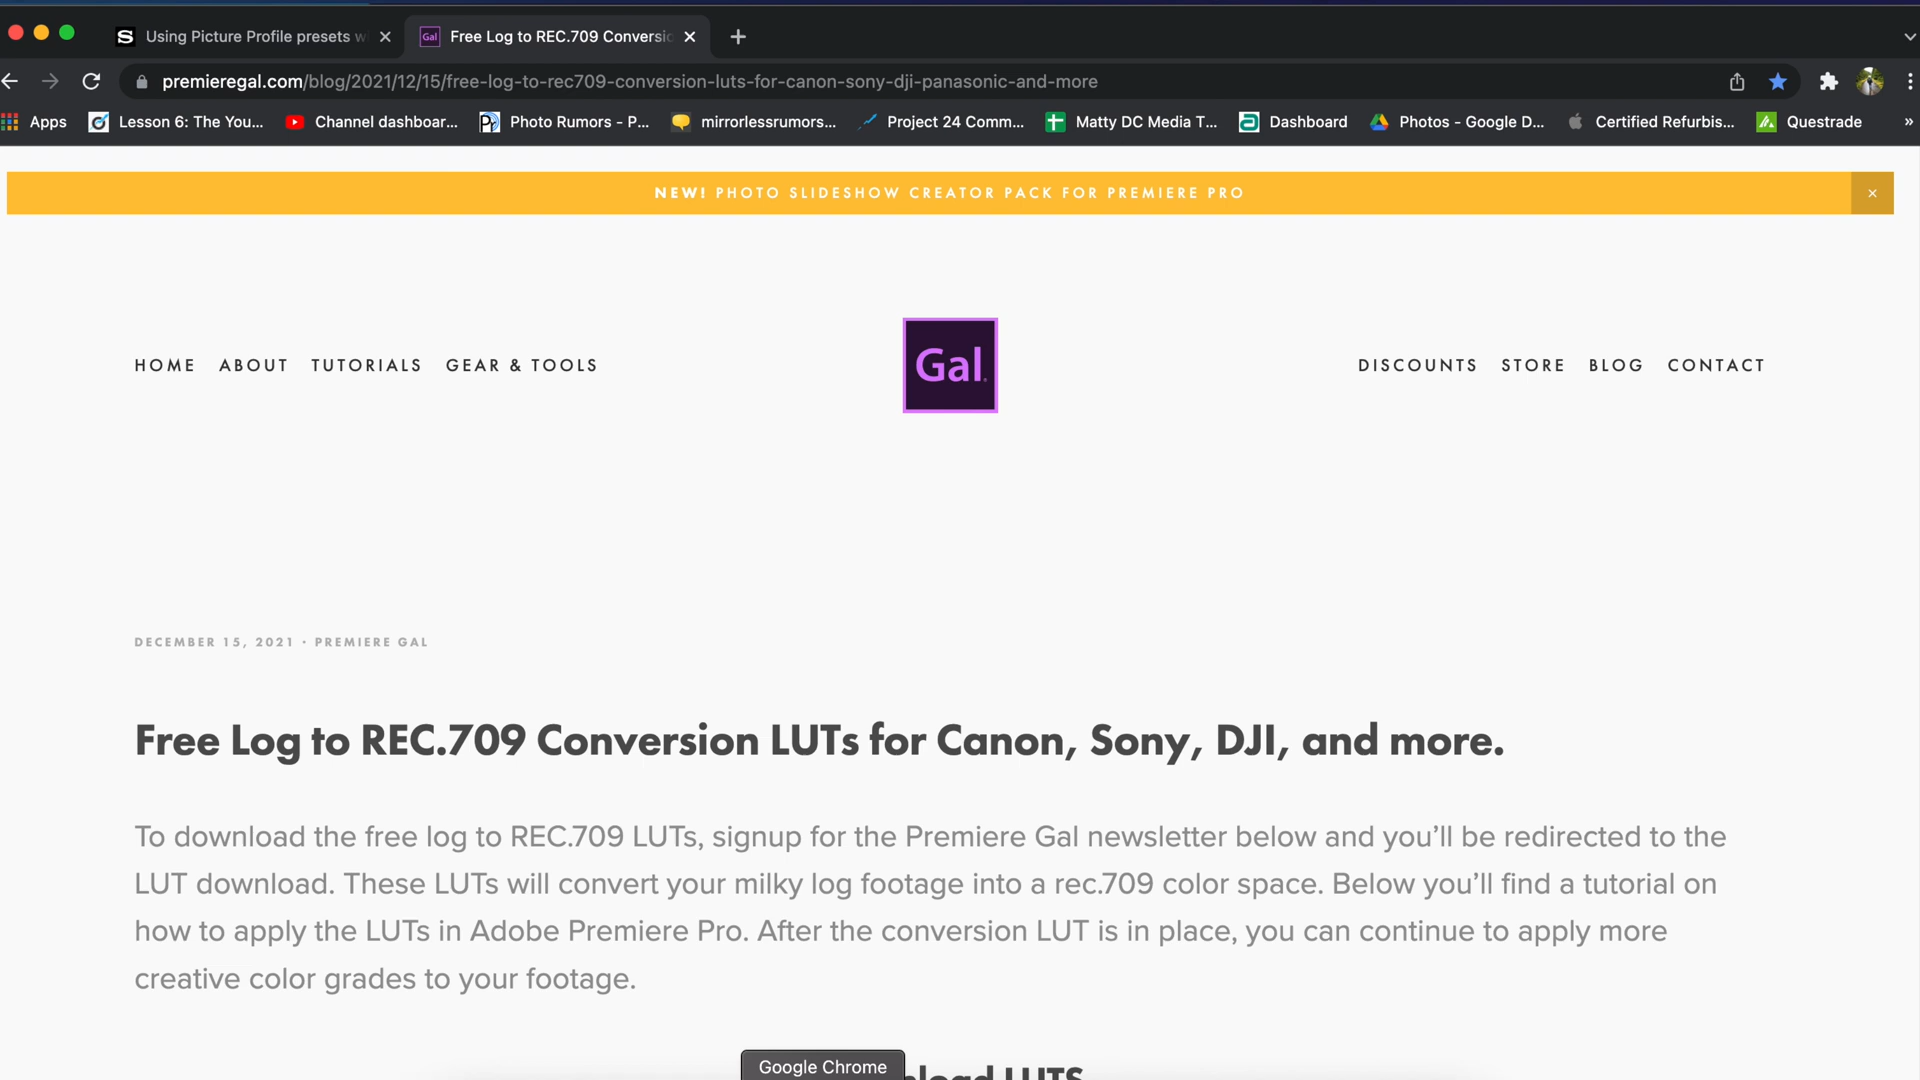 Using Picture Profile presets w
Gal
Free Log to REC.709 Conversic
premieregal.com/blog/2021/12/15/free-log-to-rec709-conversion-luts-for-canon-sony-dji-panasonic-and-more
Apps
Lesson 6: The You...
Channel dashboar...
Photo Rumors - P...
mirrorlessrumors...
Project 24 Comm...
Matty DC Media T...
Dashboard
Photos - Google D...
Certified Refurbis...
Questrade
»
NEW! PHOTO SLIDESHOW CREATOR PACK FOR PREMIERE PRO
HOME ABOUT TUTORIALS GEAR & TOOLS
Gal
DISCOUNTS STORE BLOG CONTACT
DECEMBER 15, 2021 · PREMIERE GAL
Free Log to REC.709 Conversion LUTs for Canon, Sony, DJI, and more.
To download the free log to REC.709 LUTs, signup for the Premiere Gal newsletter below and you’ll be redirected to the
LUT download. These LUTs will convert your milky log footage into a rec.709 color space. Below you’ll find a tutorial on
how to apply the LUTs in Adobe Premiere Pro. After the conversion LUT is in place, you can continue to apply more
creative color grades to your footage.
Google Chrome
LUTS